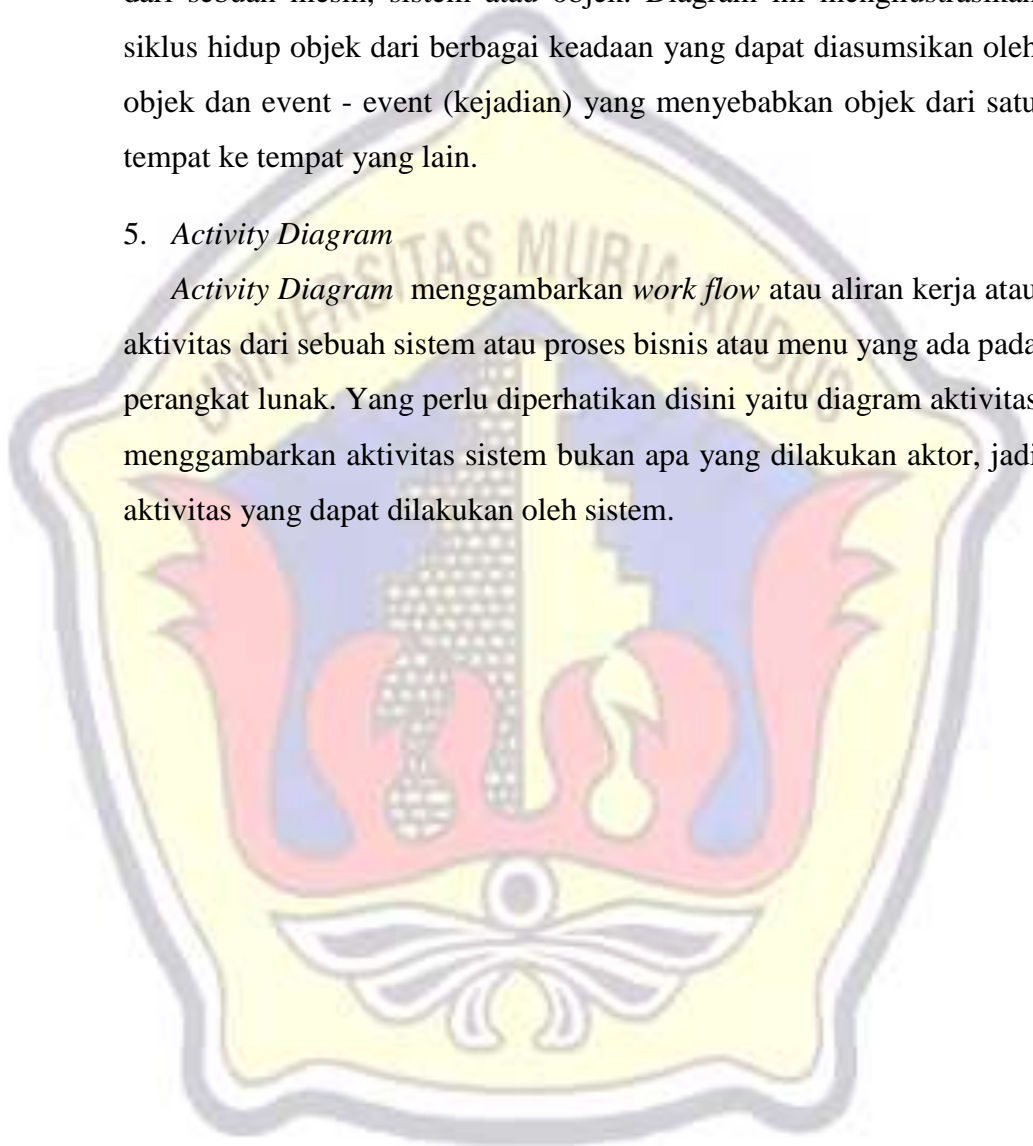 dari sebuah mesin, sistem atau objek. Diagram ini mengilustrasikan
siklus hidup objek dari berbagai keadaan yang dapat diasumsikan oleh
objek dan event - event (kejadian) yang menyebabkan objek dari satu
tempat ke tempat yang lain.
5. Activity Diagram
Activity Diagram menggambarkan work flow atau aliran kerja atau
aktivitas dari sebuah sistem atau proses bisnis atau menu yang ada pada
perangkat lunak. Yang perlu diperhatikan disini yaitu diagram aktivitas
menggambarkan aktivitas sistem bukan apa yang dilakukan aktor, jadi
aktivitas yang dapat dilakukan oleh sistem.
UNIVERSITAS MURIA KUDUS